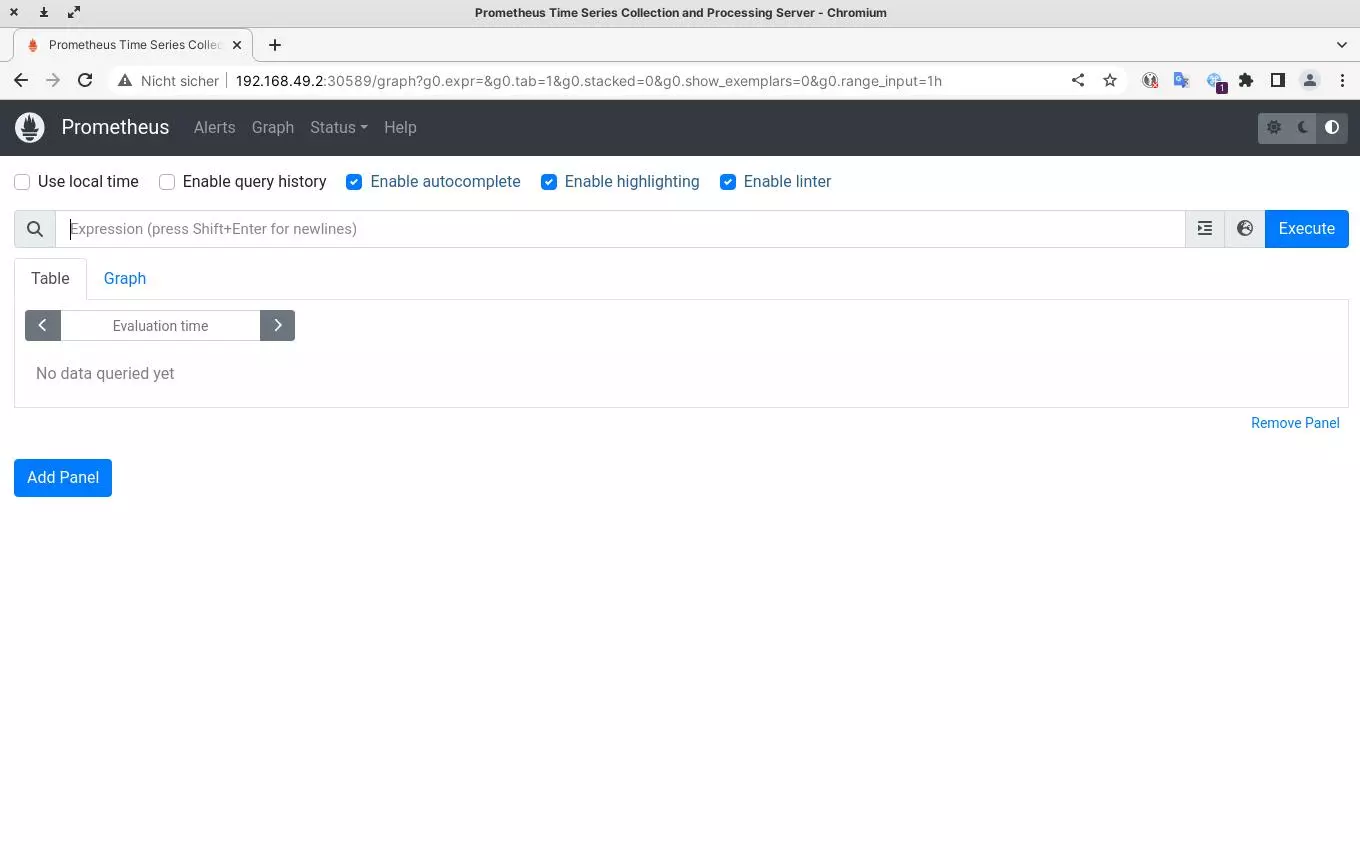 Prometheus Time Series Collection and Processing Server - Chromium
Prometheus Time Series Collec
Nicht sicher 192.168.49.2:30589/graph?g0.expr=&g0.tab=1&g0.stacked=0&g0.show_exemplars=0&g0.range_input=1h
1
Prometheus Alerts Graph Status Help
Use local time Enable query history Enable autocomplete Enable highlighting Enable linter
Expression (press Shift+Enter for newlines) Execute
Table Graph
Evaluation time
No data queried yet
Remove Panel
Add Panel